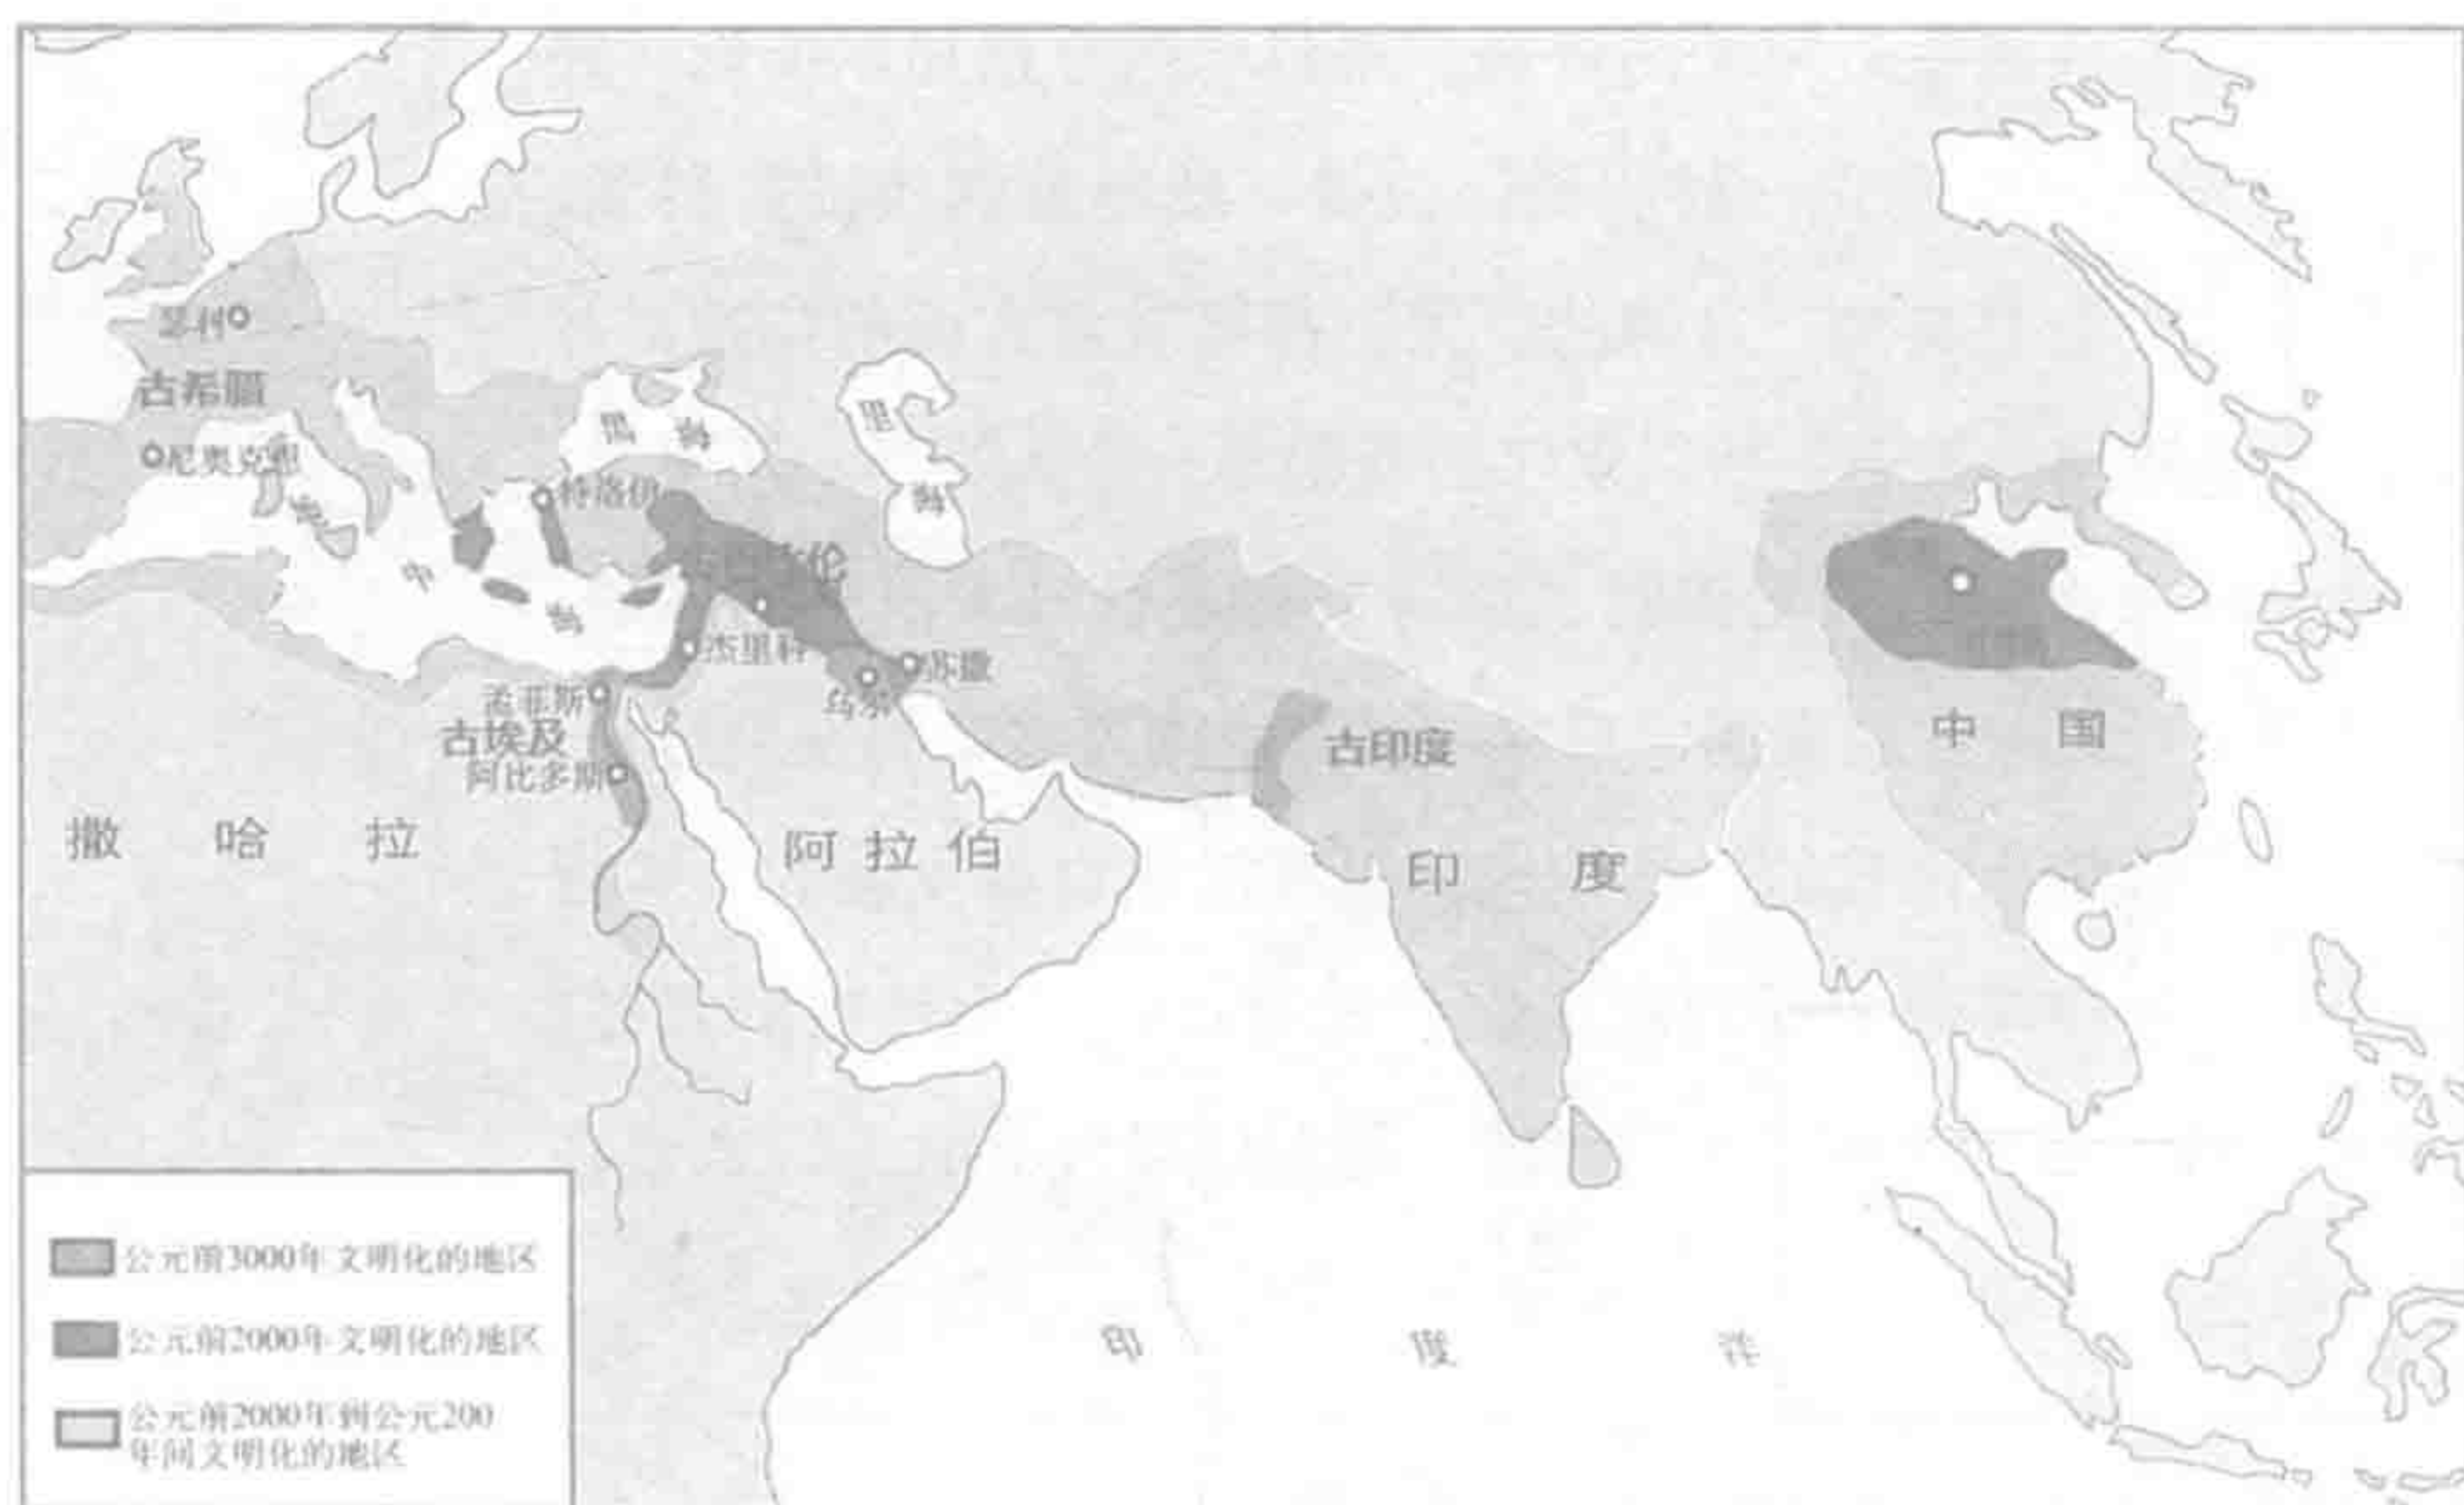 古希腊
黑 海
里 海
特洛伊
伦
杰里科
苏撒
乌尔
孟菲斯
古埃及
阿比多斯
古印度
中 国
撒 哈 拉
阿拉伯
印 度
印 度 洋
公元前3000年文明化的地区
公元前2000年文明化的地区
公元前2000年到公元200
年间文明化的地区